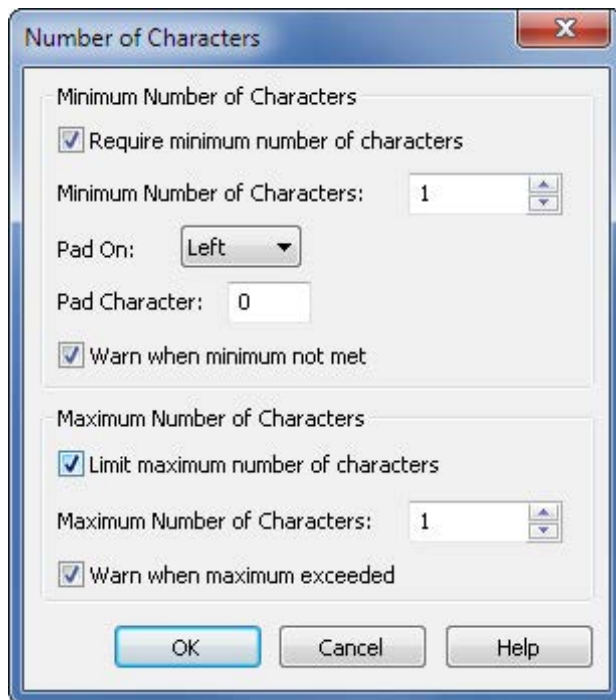 Number of Characters
Minimum Number of Characters
Require minimum number of characters
Minimum Number of Characters: 1
Pad On: Left
Pad Character: 0
Warn when minimum not met
Maximum Number of Characters
Limit maximum number of characters
Maximum Number of Characters: 1
Warn when maximum exceeded
OK Cancel Help